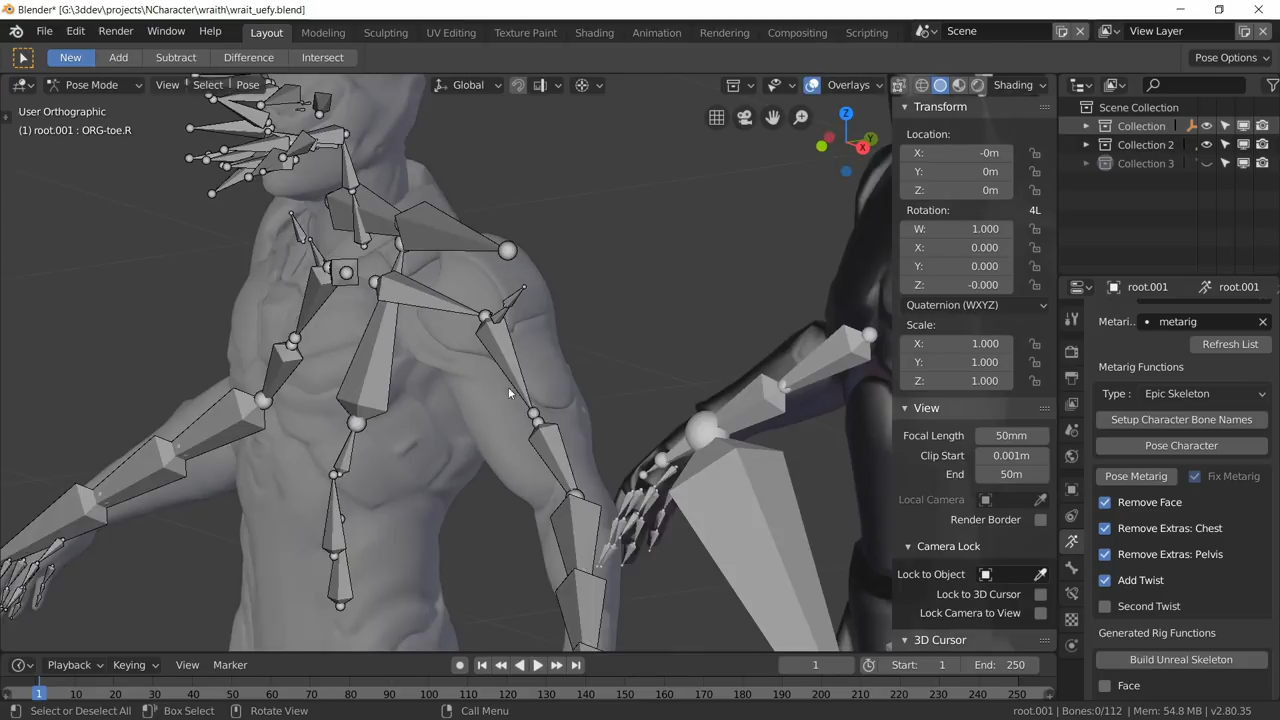 Blender* [G:\3ddev\projects\NCharacter\wraith\wrait_uefy.blend]
File Edit Render Window Help Layout Modeling Sculpting UV Editing Texture Paint Shading Animation Rendering Compositing Scripting Scene View Layer
New Add Subtract Difference Intersect Pose Options
Pose Mode View Select Pose Global Overlays Shading
User Orthographic
(1) root.001 : ORG-toe.R
Z
Y
X
Transform
Location:
X: -0m
Y: 0m
Z: 0m
Rotation: 4L
W: 1.000
X: 0.000
Y: 0.000
Z: -0.000
Quaternion (WXYZ)
Scale:
X: 1.000
Y: 1.000
Z: 1.000
View
Focal Length 50mm
Clip Start 0.001m
End 50m
Local Camera
Render Border
Camera Lock
Lock to Object
Lock to 3D Cursor
Lock Camera to View
3D Cursor
Scene Collection
Collection
Collection 2
Collection 3
root.001 root.001
Metari.. metarig
Refresh List
Metarig Functions
Type : Epic Skeleton
Setup Character Bone Names
Pose Character
Pose Metarig Fix Metarig
Remove Face
Remove Extras: Chest
Remove Extras: Pelvis
Add Twist
Second Twist
Generated Rig Functions
Build Unreal Skeleton
Face
Playback Keying View Marker 1 Start: 1 End: 250
1 10 20 30 40 50 60 70 80 90 100 110 120 130 140 150 160 170 180 190 200 210 220 230 240 250
Select or Deselect All Box Select Rotate View Call Menu root.001 | Bones:0/112 | Mem: 54.8 MB | v2.80.35